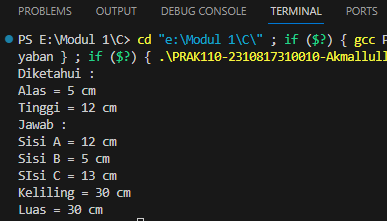 PROBLEMS OUTPUT DEBUG CONSOLE TERMINAL PORTS
PS E:\Modul 1\C> cd "e:\Modul 1\C\" ; if ($?) { gcc
yaban } ; if ($?) { .\PRAK110-2310817310010-Akmallull
Diketahui :
Alas = 5 cm
Tinggi = 12 cm
Jawab :
Sisi A = 12 cm
Sisi B = 5 cm
SIsi C = 13 cm
Keliling = 30 cm
Luas = 30 cm